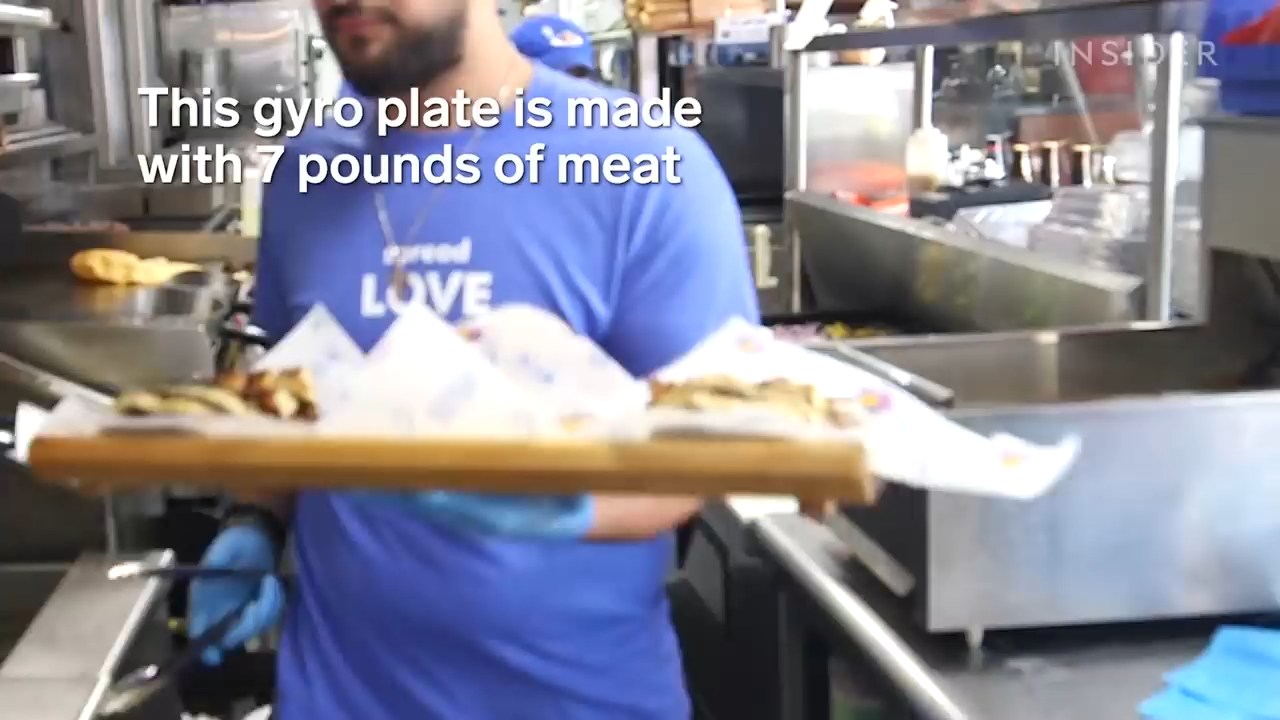 INSIDER
This gyro plate is made
with 7 pounds of meat
spread
LOVE